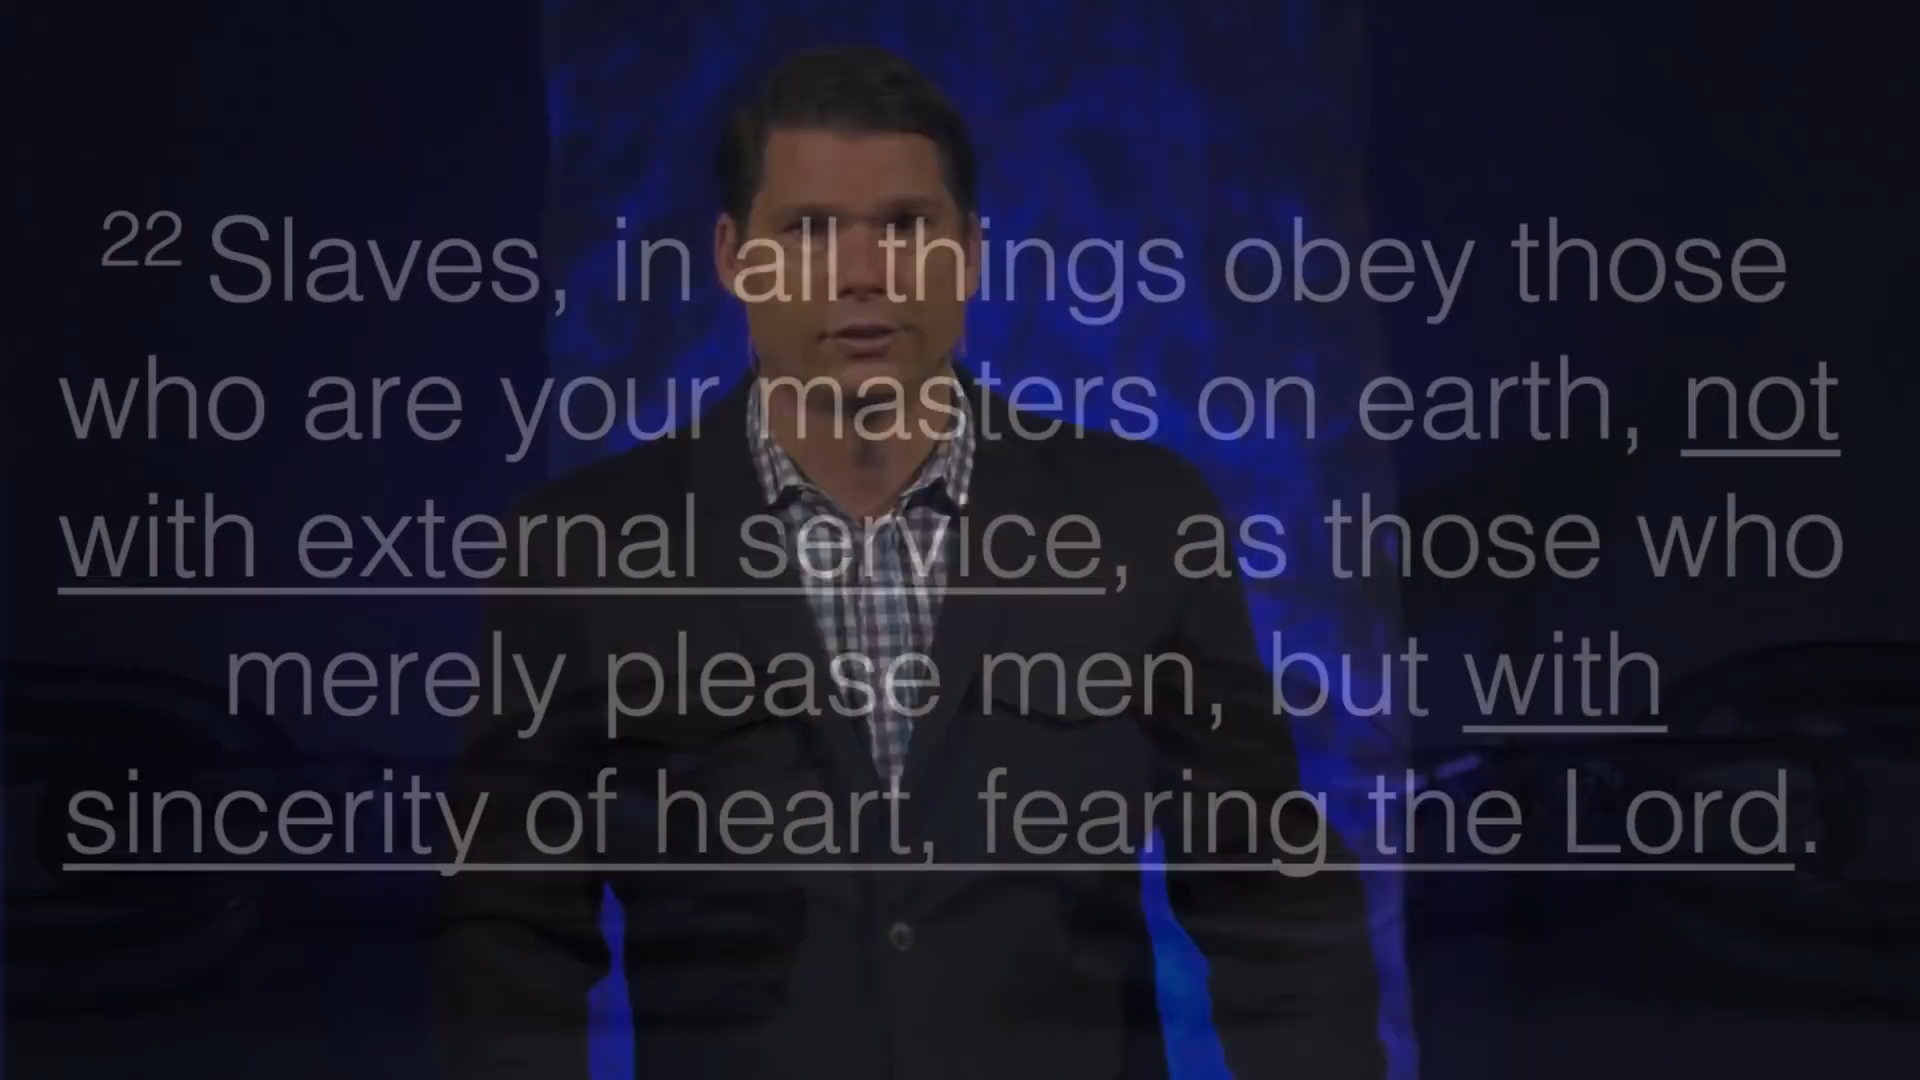 22 Slaves, in all things obey those
who are your masters on earth, not
with external service, as those who
merely please men, but with
sincerity of heart, fearing the Lord.